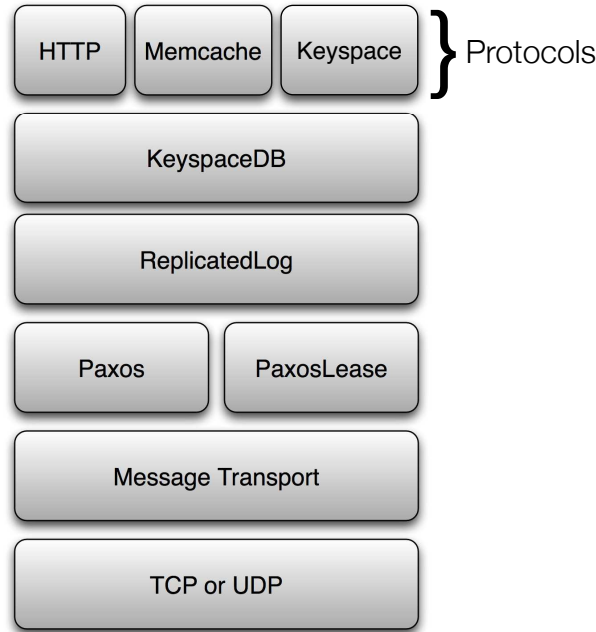 HTTP Memcache Keyspace } Protocols
KeyspaceDB
ReplicatedLog
Paxos PaxosLease
Message Transport
TCP or UDP